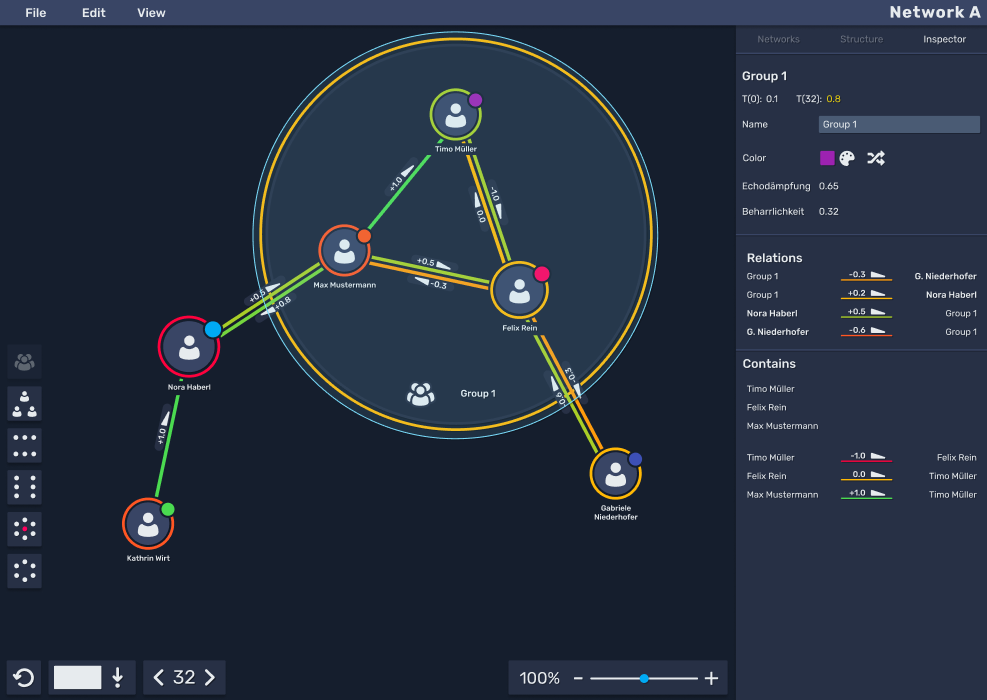 File Edit View Network A
Networks Structure Inspector
Group 1
T(0): 0.1 T(32): 0.8
Name Group 1
Color
Echodämpfung 0.65
Beharrlichkeit 0.32
Relations
Group 1 -0.3 G. Niederhofer
Group 1 +0.2 Nora Haberl
Nora Haberl +0.5 Group 1
G. Niederhofer -0.6 Group 1
Contains
Timo Müller
Felix Rein
Max Mustermann
Timo Müller -1.0 Felix Rein
Felix Rein 0.0 Timo Müller
Max Mustermann +1.0 Timo Müller
Timo Müller
+1.0
-1.0
0.0
+0.5
-0.3
Max Mustermann
+0.5
+0.8
Felix Rein
Nora Haberl
-0.3
Group 1
+1.0
Gabriele
Niederhofer
Kathrin Wirt
32
100%